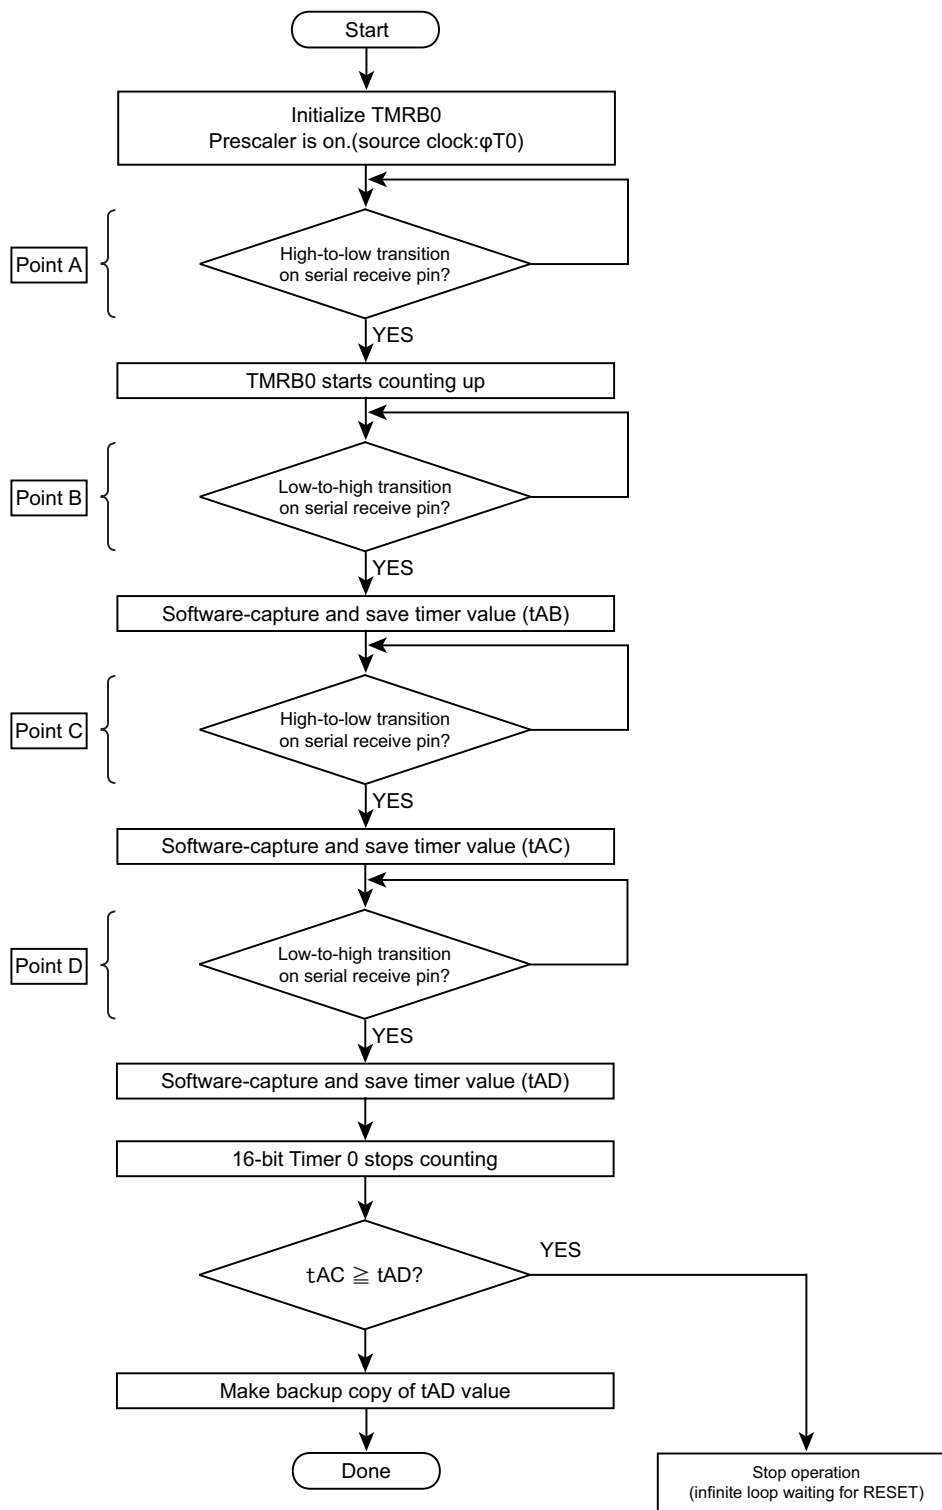 Start
Initialize TMRB0
Prescaler is on.(source clock:φT0)
Point A
High-to-low transition
on serial receive pin?
YES
TMRB0 starts counting up
Point B
Low-to-high transition
on serial receive pin?
YES
Software-capture and save timer value (tAB)
Point C
High-to-low transition
on serial receive pin?
YES
Software-capture and save timer value (tAC)
Point D
Low-to-high transition
on serial receive pin?
YES
Software-capture and save timer value (tAD)
16-bit Timer 0 stops counting
tAC ≧ tAD?
YES
Make backup copy of tAD value
Done
Stop operation
(infinite loop waiting for RESET)